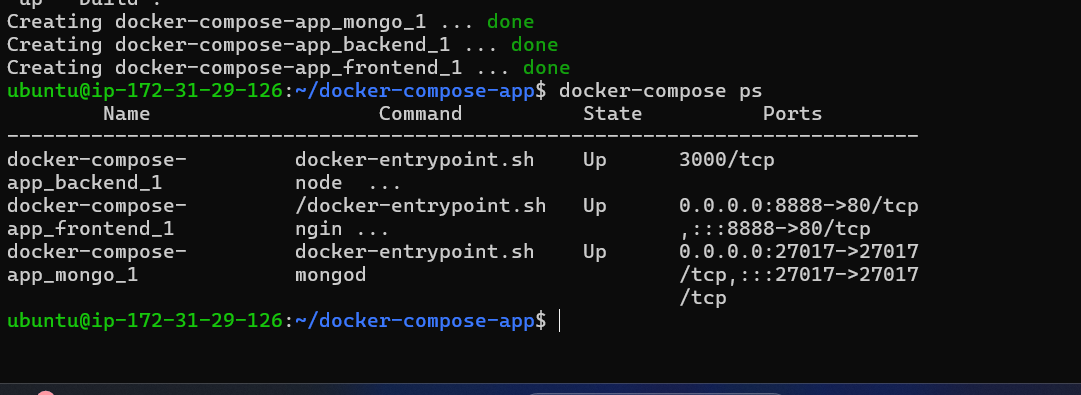 `up --build`.
Creating docker-compose-app_mongo_1 ... done
Creating docker-compose-app_backend_1 ... done
Creating docker-compose-app_frontend_1 ... done
ubuntu@ip-172-31-29-126:~/docker-compose-app$ docker-compose ps
        Name                   Command          State          Ports
----------------------------------------------------------------------------
docker-compose-         docker-entrypoint.sh    Up      3000/tcp
app_backend_1           node  ...
docker-compose-         /docker-entrypoint.sh   Up      0.0.0.0:8888->80/tcp
app_frontend_1          ngin ...                        ,:::8888->80/tcp
docker-compose-         docker-entrypoint.sh    Up      0.0.0.0:27017->27017
app_mongo_1             mongod                          /tcp,:::27017->27017
                                                        /tcp
ubuntu@ip-172-31-29-126:~/docker-compose-app$